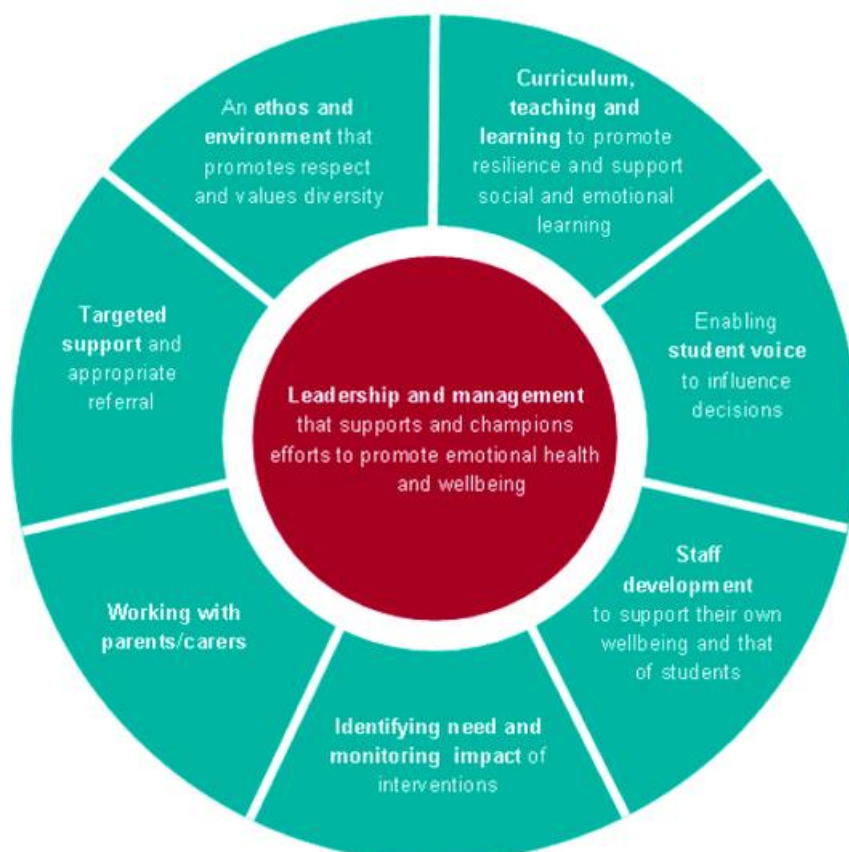 Curriculum,
teaching and
learning to promote
resilience and support
social and emotional
learning
Enabling
student voice
to influence
decisions
Staff
development
to support their own
wellbeing and that
of students
Identifying need and
monitoring impact of
interventions
Working with
parents/carers
Targeted
support and
appropriate
referral
An ethos and
environment that
promotes respect
and values diversity
Leadership and management
that supports and champions
efforts to promote emotional health
and wellbeing